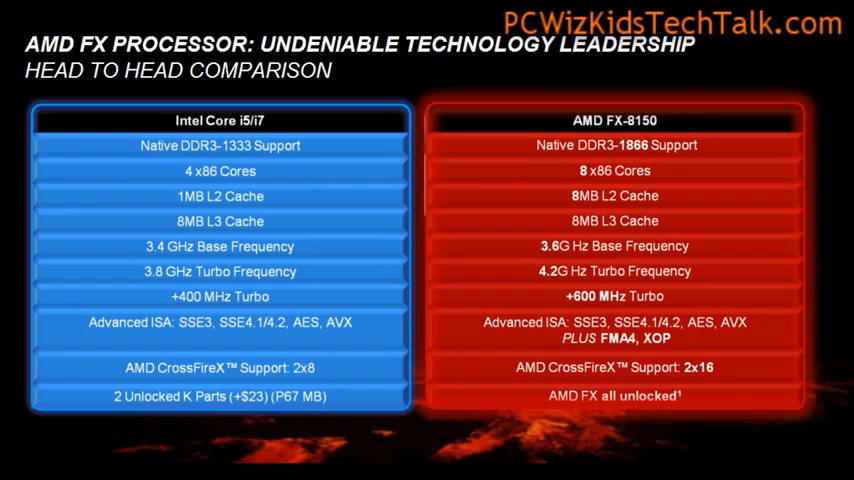 PCWizKidsTechTalk.com
AMD FX PROCESSOR: UNDENIABLE TECHNOLOGY LEADERSHIP
HEAD TO HEAD COMPARISON
Intel Core i5/i7
Native DDR3-1333 Support
4 x86 Cores
1MB L2 Cache
8MB L3 Cache
3.4 GHz Base Frequency
3.8 GHz Turbo Frequency
+400 MHz Turbo
Advanced ISA: SSE3, SSE4.1/4.2, AES, AVX
AMD CrossFireX™ Support: 2x8
2 Unlocked K Parts (+$23) (P67 MB)
AMD FX-8150
Native DDR3-1866 Support
8 x86 Cores
8MB L2 Cache
8MB L3 Cache
3.6G Hz Base Frequency
4.2G Hz Turbo Frequency
+600 MHz Turbo
Advanced ISA: SSE3, SSE4.1/4.2, AES, AVX
PLUS FMA4, XOP
AMD CrossFireX™ Support: 2x16
AMD FX all unlocked¹